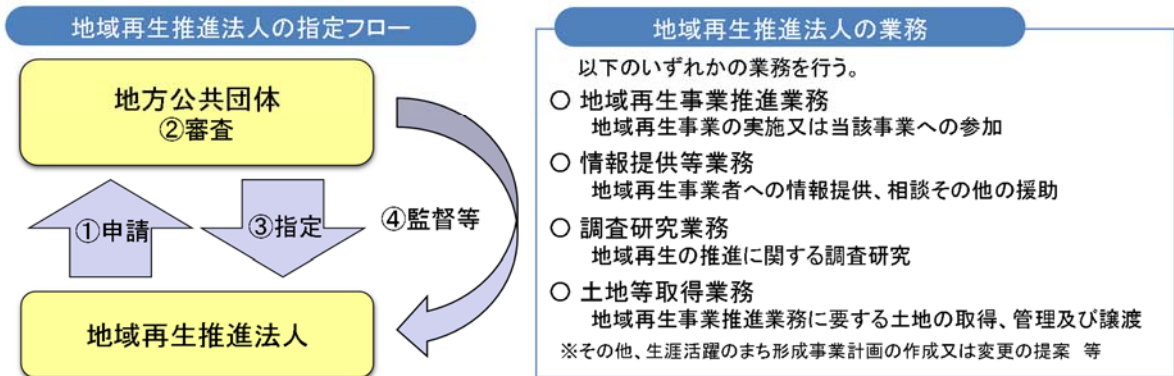 地域再生推進法人の指定フロー
地方公共団体
②審査
①申請
③指定
④監督等
地域再生推進法人
地域再生推進法人の業務
以下のいずれかの業務を行う。
○ 地域再生事業推進業務
地域再生事業の実施又は当該事業への参加
○ 情報提供等業務
地域再生事業者への情報提供、相談その他の援助
○ 調査研究業務
地域再生の推進に関する調査研究
○ 土地等取得業務
地域再生事業推進業務に要する土地の取得、管理及び譲渡
※その他、生涯活躍のまち形成事業計画の作成又は変更の提案 等